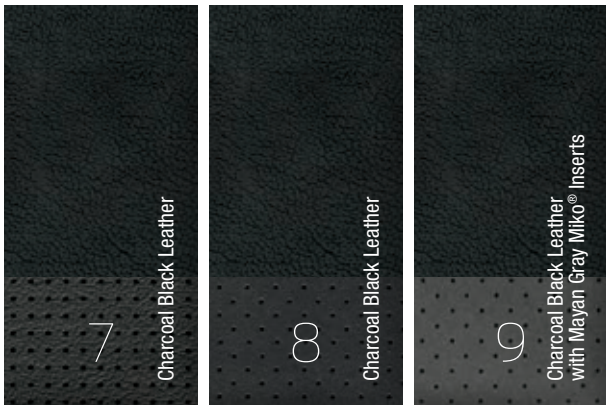 7
Charcoal Black Leather
8
Charcoal Black Leather
9
Charcoal Black Leather
with Mayan Gray Miko® Inserts